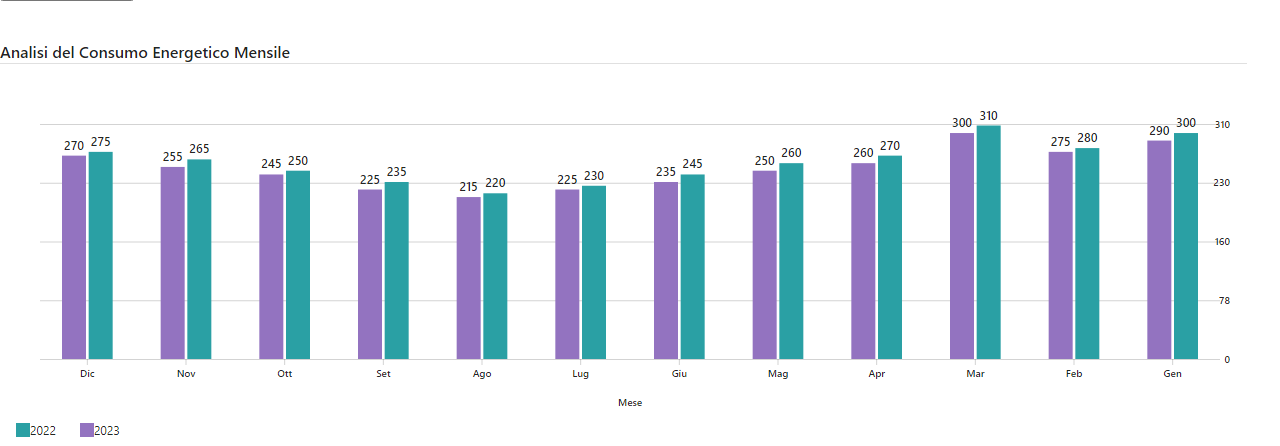 Analisi del Consumo Energetico Mensile
270 275 255 265 245 250 225 235 215 220 225 230 235 245 250 260 260 270 300 310 275 280 290 300
310
230
160
78
0
Dic Nov Ott Set Ago Lug Giu Mag Apr Mar Feb Gen
Mese
2022 2023